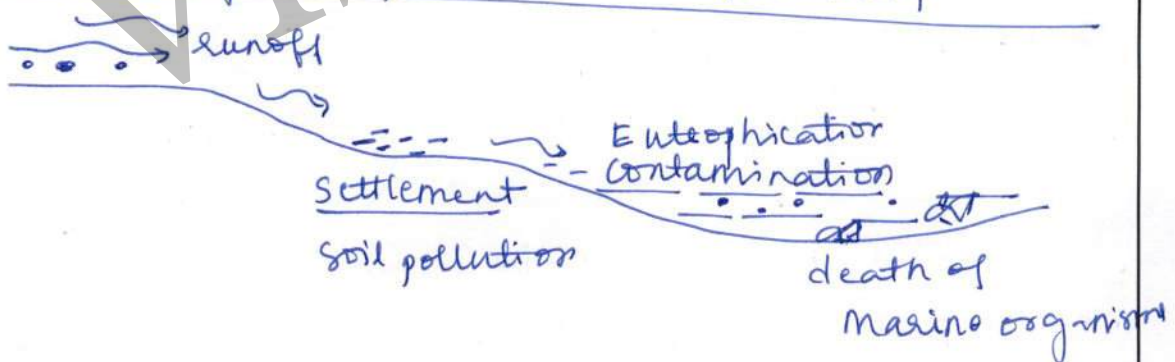 runoff
Eutrophication
contamination
Settlement
Soil pollution
death of
Marine organism